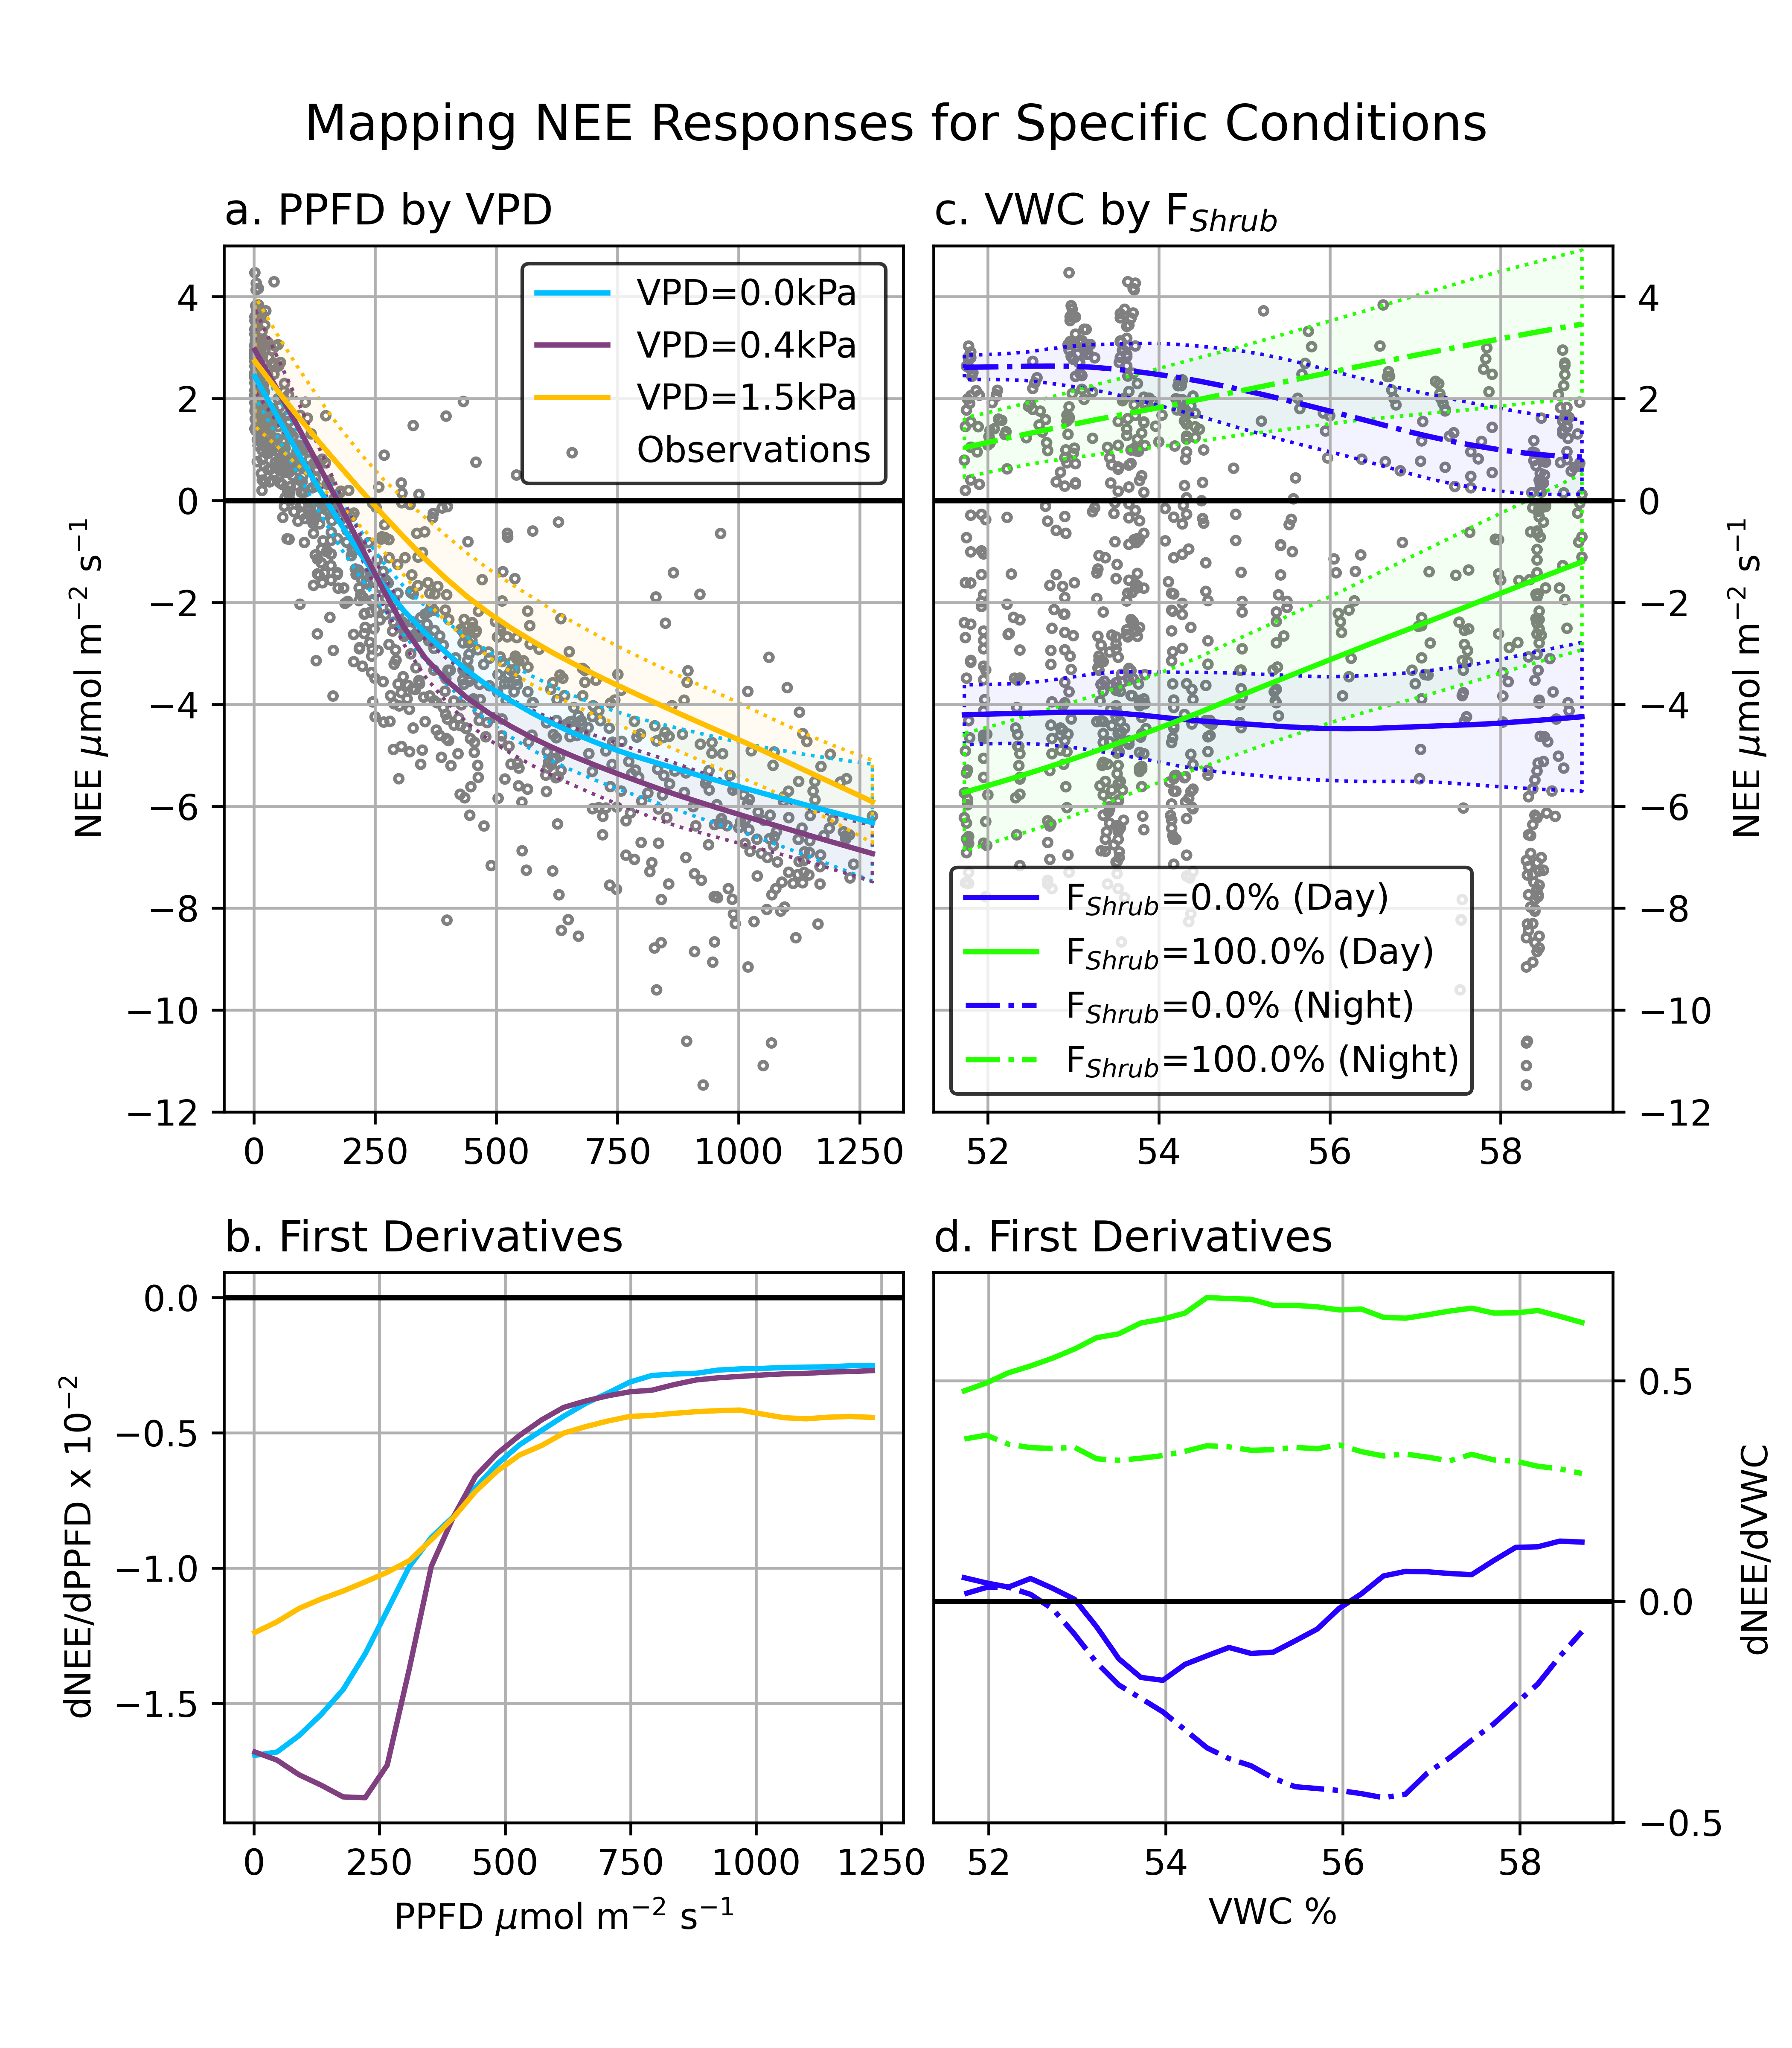 Mapping NEE Responses for Specific Conditions
a. PPFD by VPD
4
2
0
−2
−4
−6
−8
−10
−12
NEE μmol m−2 s−1
VPD=0.0kPa
VPD=0.4kPa
VPD=1.5kPa
Observations
0 250 500 750 1000 1250
c. VWC by FShrub
4
2
0
−2
−4
−6
−8
−10
−12
NEE μmol m−2 s−1
FShrub=0.0% (Day)
FShrub=100.0% (Day)
FShrub=0.0% (Night)
FShrub=100.0% (Night)
52 54 56 58
b. First Derivatives
0.0
−0.5
−1.0
−1.5
dNEE/dPPFD x 10−2
0 250 500 750 1000 1250
PPFD μmol m−2 s−1
d. First Derivatives
0.5
0.0
−0.5
dNEE/dVWC
52 54 56 58
VWC %